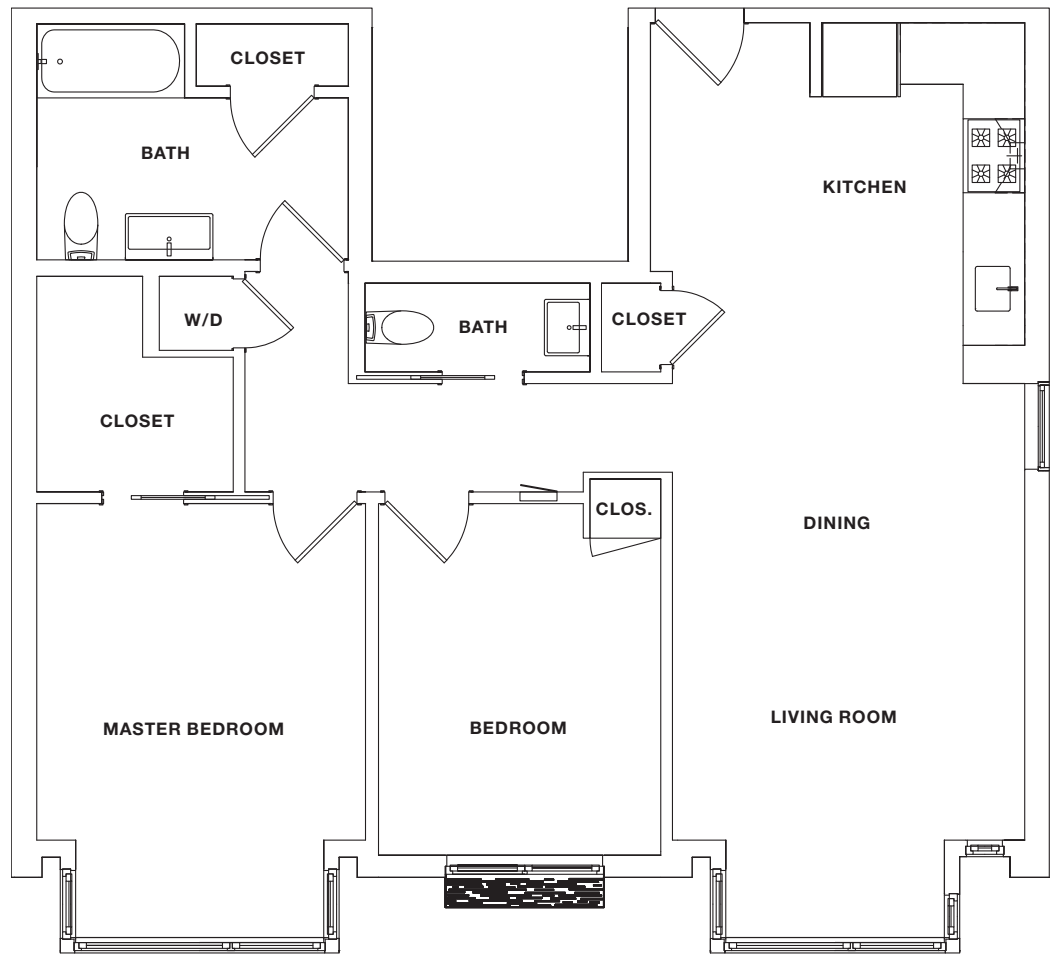 CLOSET
BATH
KITCHEN
W/D
BATH
CLOSET
CLOSET
CLOS.
DINING
MASTER BEDROOM
BEDROOM
LIVING ROOM